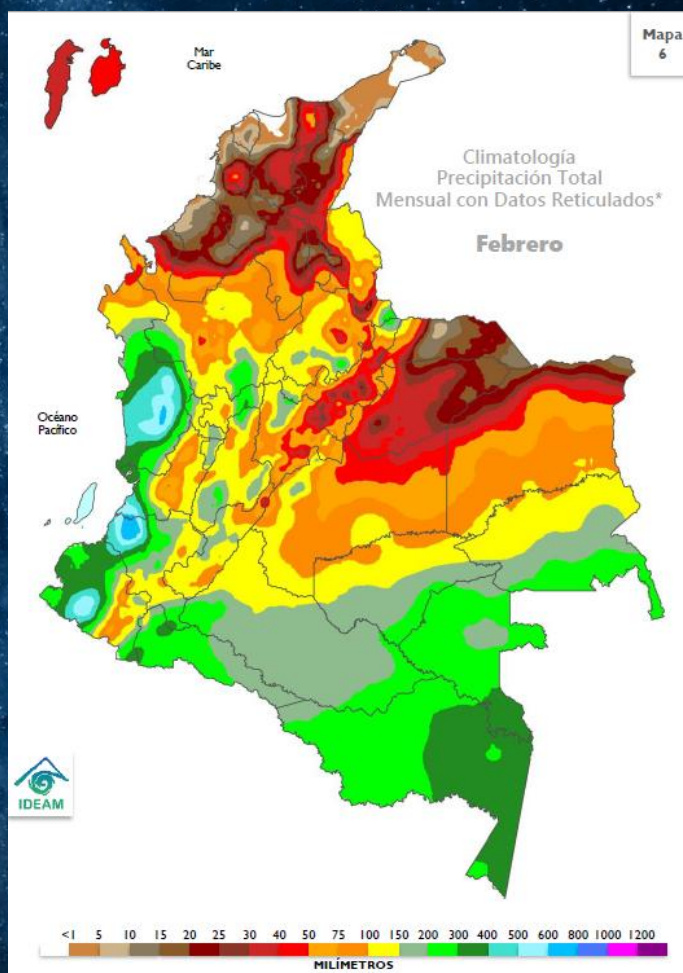 Mapa
6
Mar
Caribe
Climatología
Precipitación Total
Mensual con Datos Reticulados*
Febrero
Océano
Pacífico
IDEAM
<1 5 10 15 20 25 30 40 50 75 100 150 200 300 400 500 600 800 1000 1200
MILÍMETROS